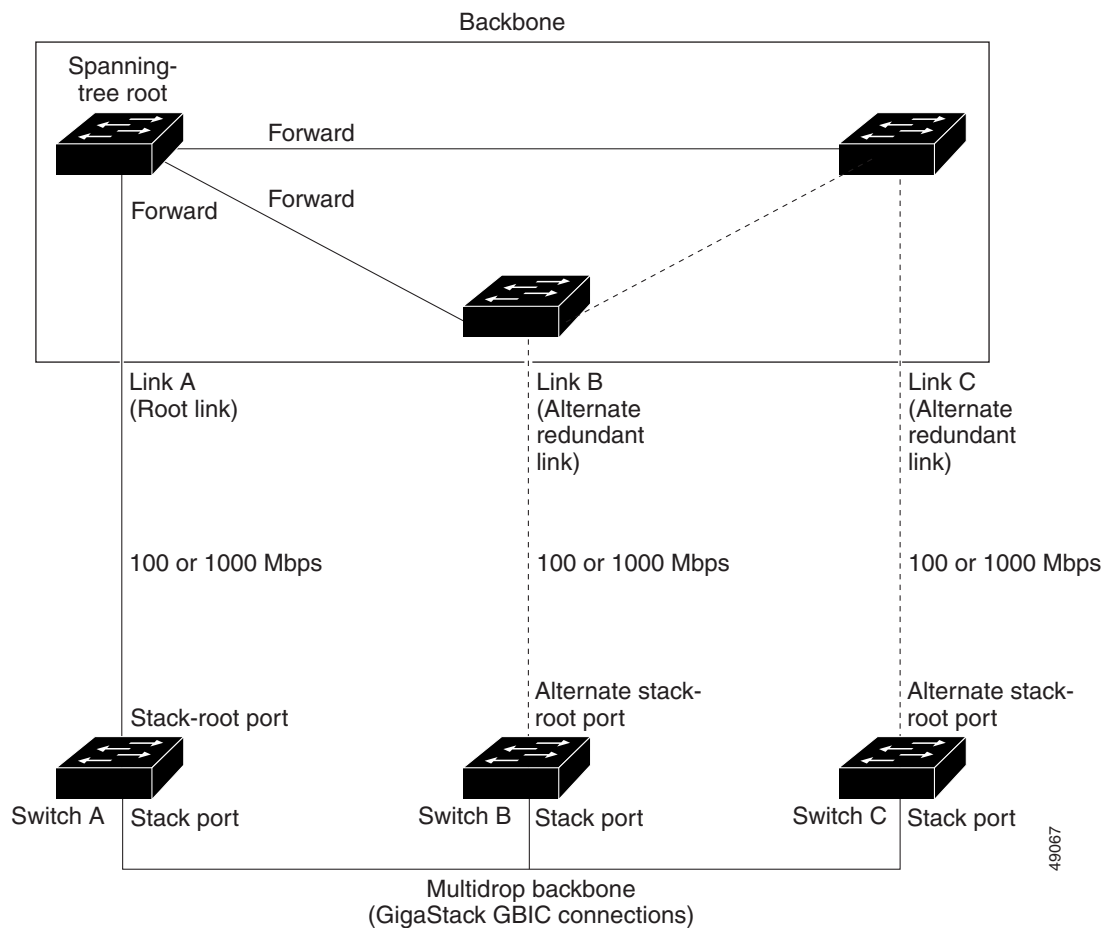 Backbone
Spanning-
tree root
Forward
Forward
Forward
Link A
(Root link)
Link B
(Alternate
redundant
link)
Link C
(Alternate
redundant
link)
100 or 1000 Mbps
100 or 1000 Mbps
100 or 1000 Mbps
Stack-root port
Alternate stack-
root port
Alternate stack-
root port
Switch A
Stack port
Switch B
Stack port
Switch C
Stack port
Multidrop backbone
(GigaStack GBIC connections)
49067